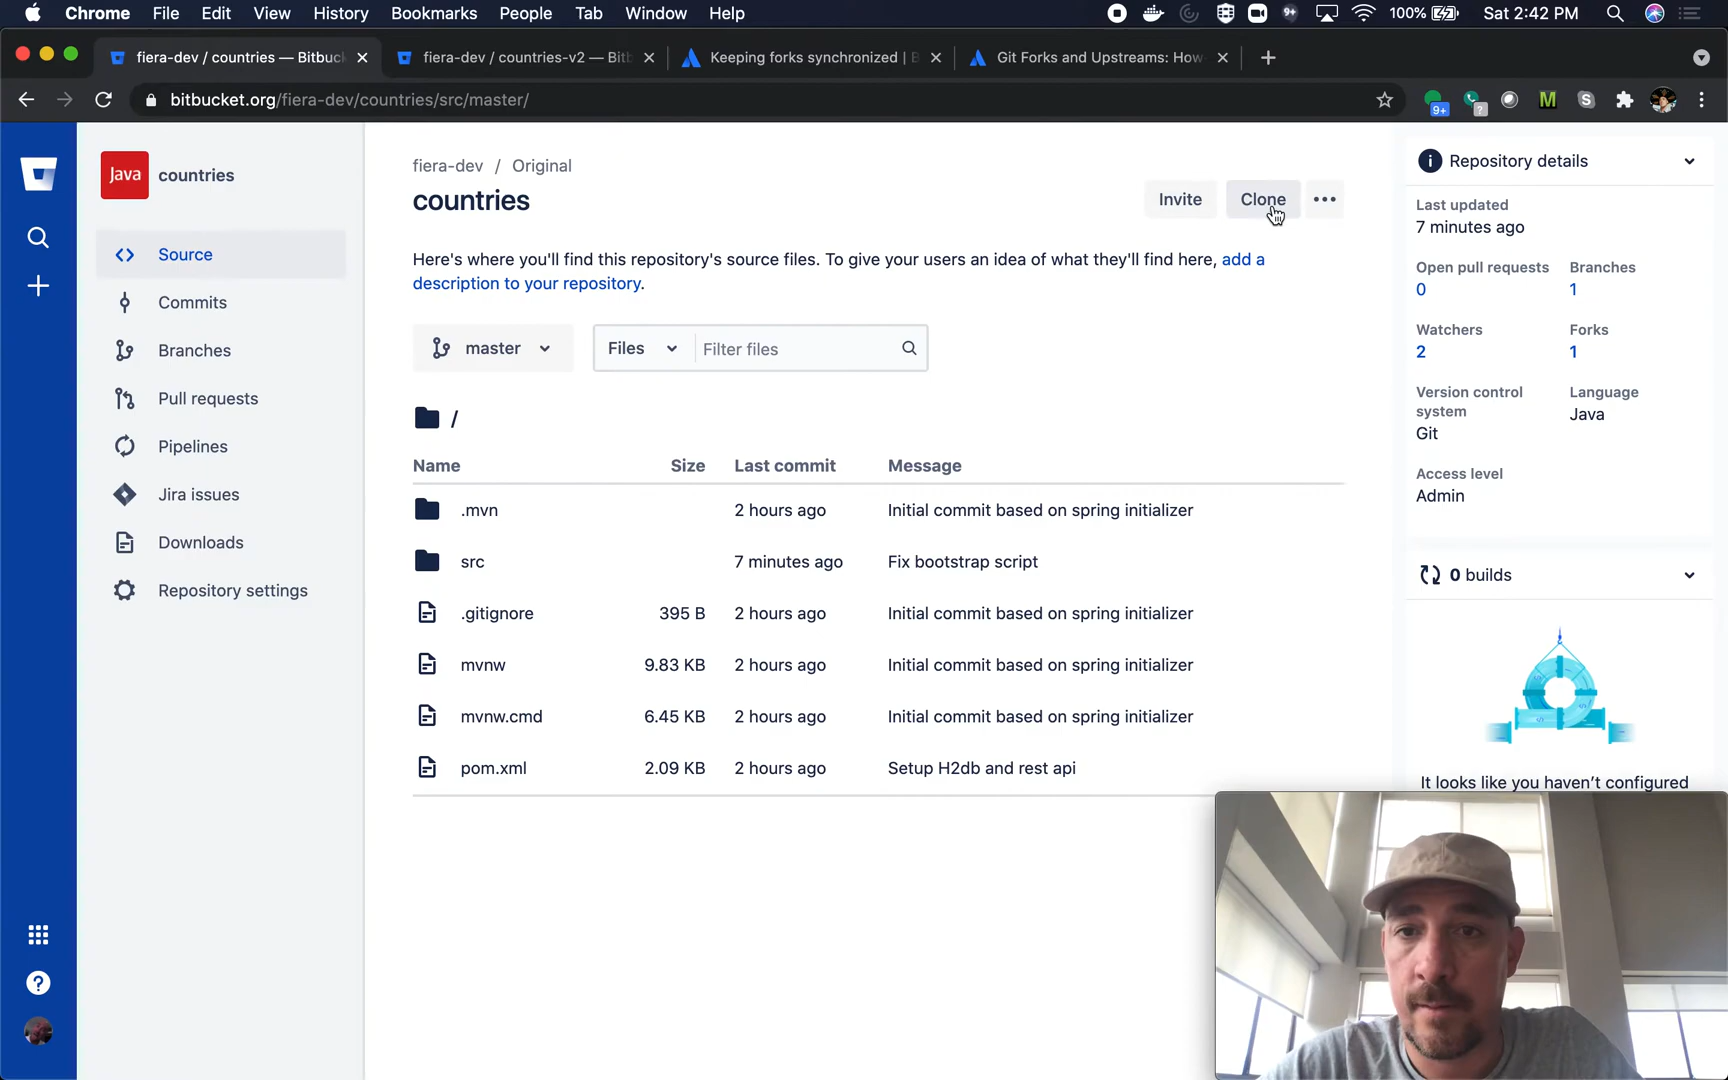 Chrome File Edit View History Bookmarks People Tab Window Help 100% Sat 2:42 PM
fiera-dev / countries — Bitbuc fiera-dev / countries-v2 — Bit Keeping forks synchronized | B Git Forks and Upstreams: How-
bitbucket.org/fiera-dev/countries/src/master/ 9+ ? M S
Java countries
Source
Commits
Branches
Pull requests
Pipelines
Jira issues
Downloads
Repository settings
fiera-dev / Original
countries
Invite Clone
Here's where you'll find this repository's source files. To give your users an idea of what they'll find here, add a
description to your repository.
master Files Filter files
/
Name Size Last commit Message
.mvn 2 hours ago Initial commit based on spring initializer
src 7 minutes ago Fix bootstrap script
.gitignore 395 B 2 hours ago Initial commit based on spring initializer
mvnw 9.83 KB 2 hours ago Initial commit based on spring initializer
mvnw.cmd 6.45 KB 2 hours ago Initial commit based on spring initializer
pom.xml 2.09 KB 2 hours ago Setup H2db and rest api
Repository details
Last updated
7 minutes ago
Open pull requests Branches
0 1
Watchers Forks
2 1
Version control Language
system Java
Git
Access level
Admin
0 builds
It looks like you haven't configured